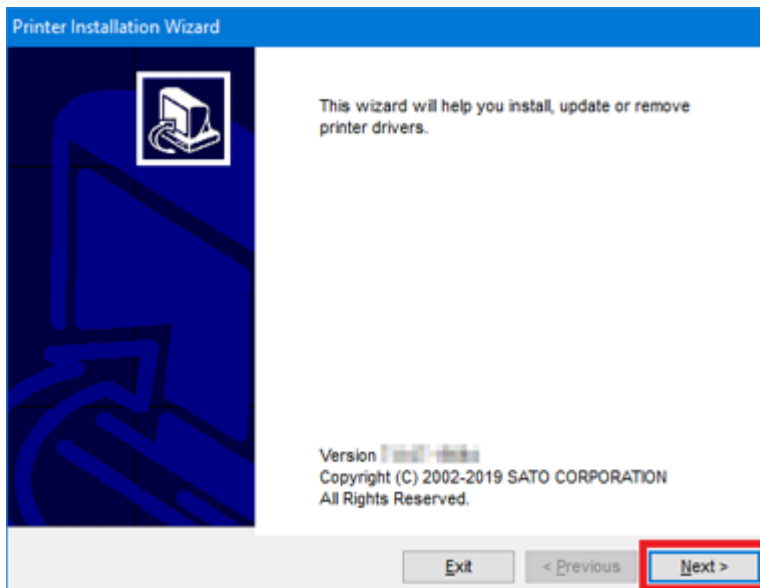 Printer Installation Wizard
This wizard will help you install, update or remove
printer drivers.
Version
Copyright (C) 2002-2019 SATO CORPORATION
All Rights Reserved.
Exit
< Previous
Next >